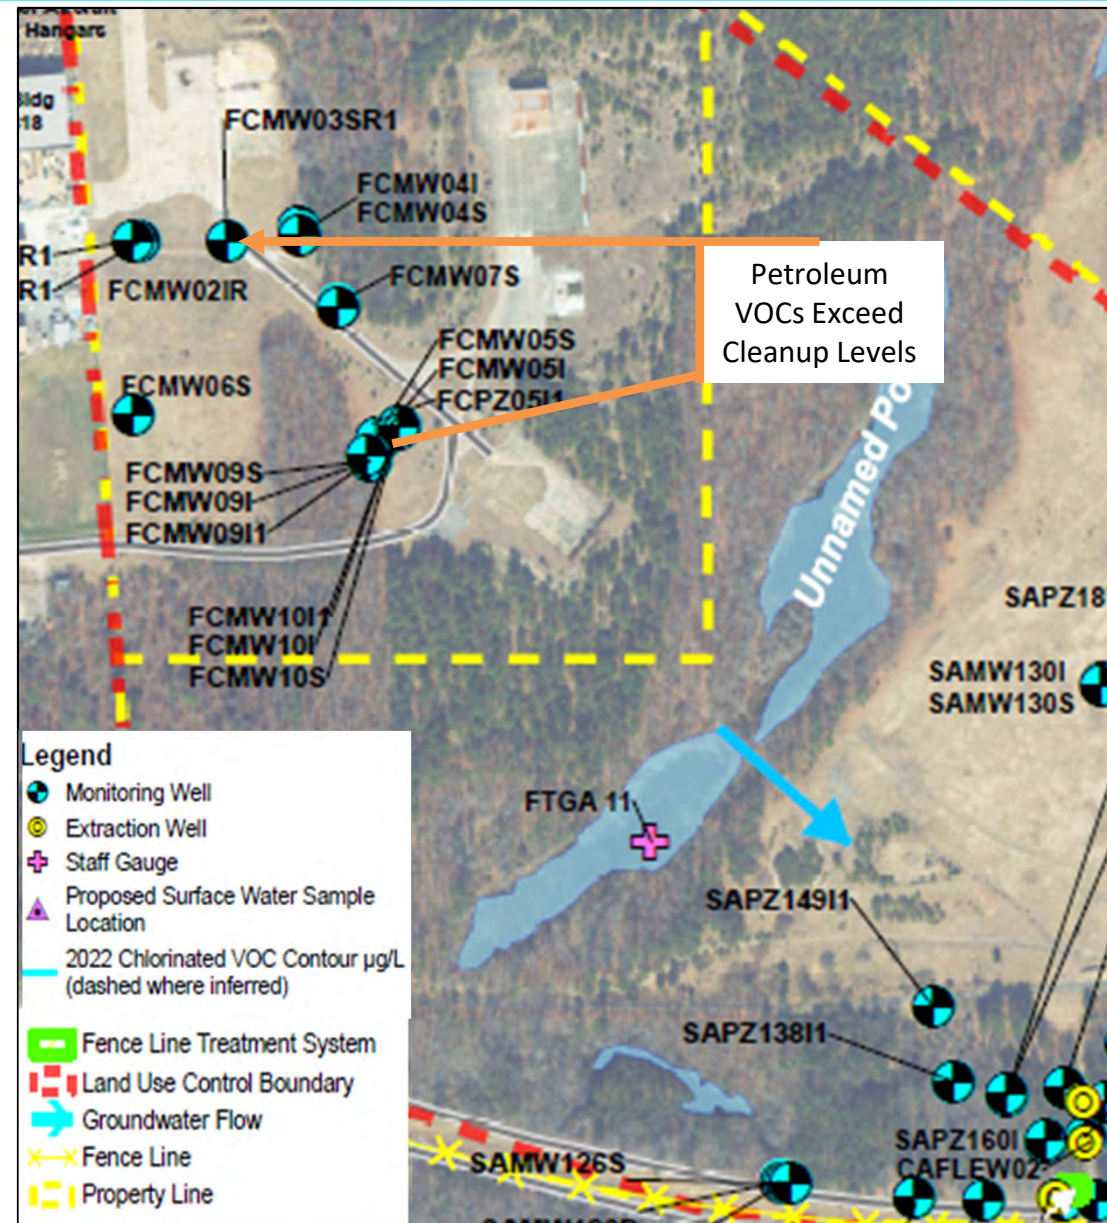 Hangars
Bldg
18
FCMW03SR1
FCMW04I
FCMW04S
R1
R1
FCMW02IR
FCMW07S
Petroleum
VOCs Exceed
Cleanup Levels
FCMW05S
FCMW05I
FCPZ05I1
FCMW06S
FCMW09S
FCMW09I
FCMW09I1
Unnamed Po
FCMW10I1
FCMW10I
FCMW10S
SAPZ18
SAMW130I
SAMW130S
FTGA 11
SAPZ149I1
SAPZ138I1
SAPZ160I
CAFLEW02
SAMW126S
Legend
Monitoring Well
Extraction Well
Staff Gauge
Proposed Surface Water Sample
Location
2022 Chlorinated VOC Contour µg/L
(dashed where inferred)
Fence Line Treatment System
Land Use Control Boundary
Groundwater Flow
Fence Line
Property Line